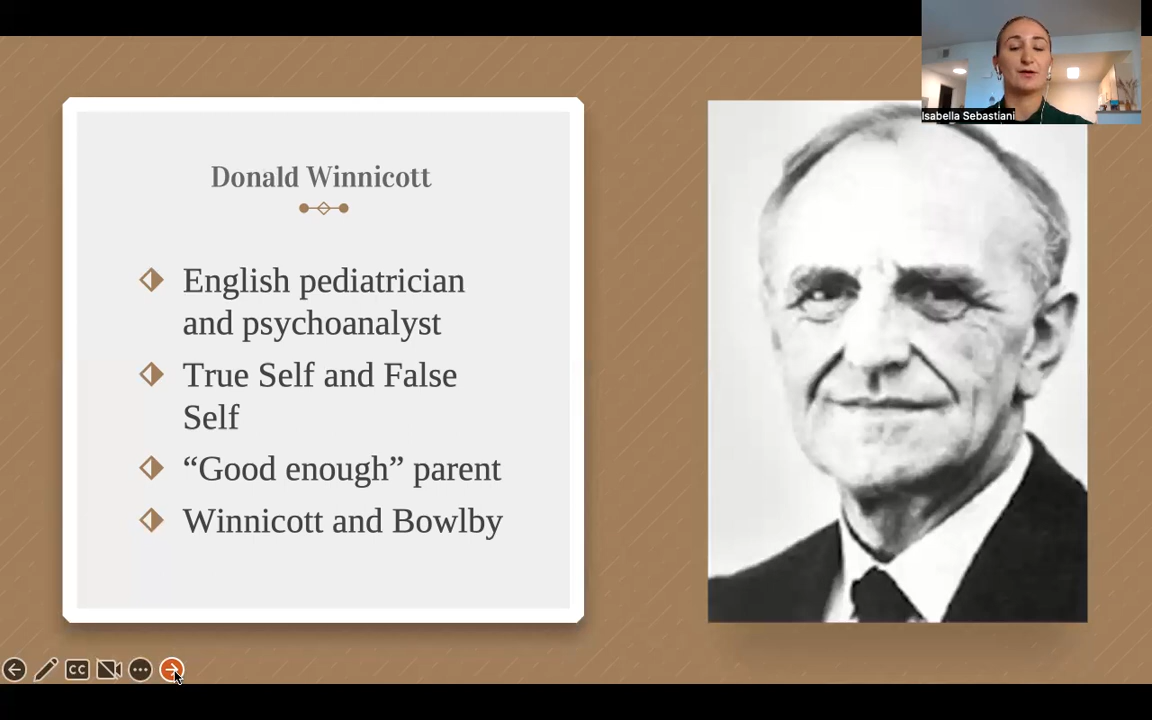 Isabella Sebastiani
Donald Winnicott
English pediatrician
and psychoanalyst
True Self and False
Self
“Good enough” parent
Winnicott and Bowlby
CC